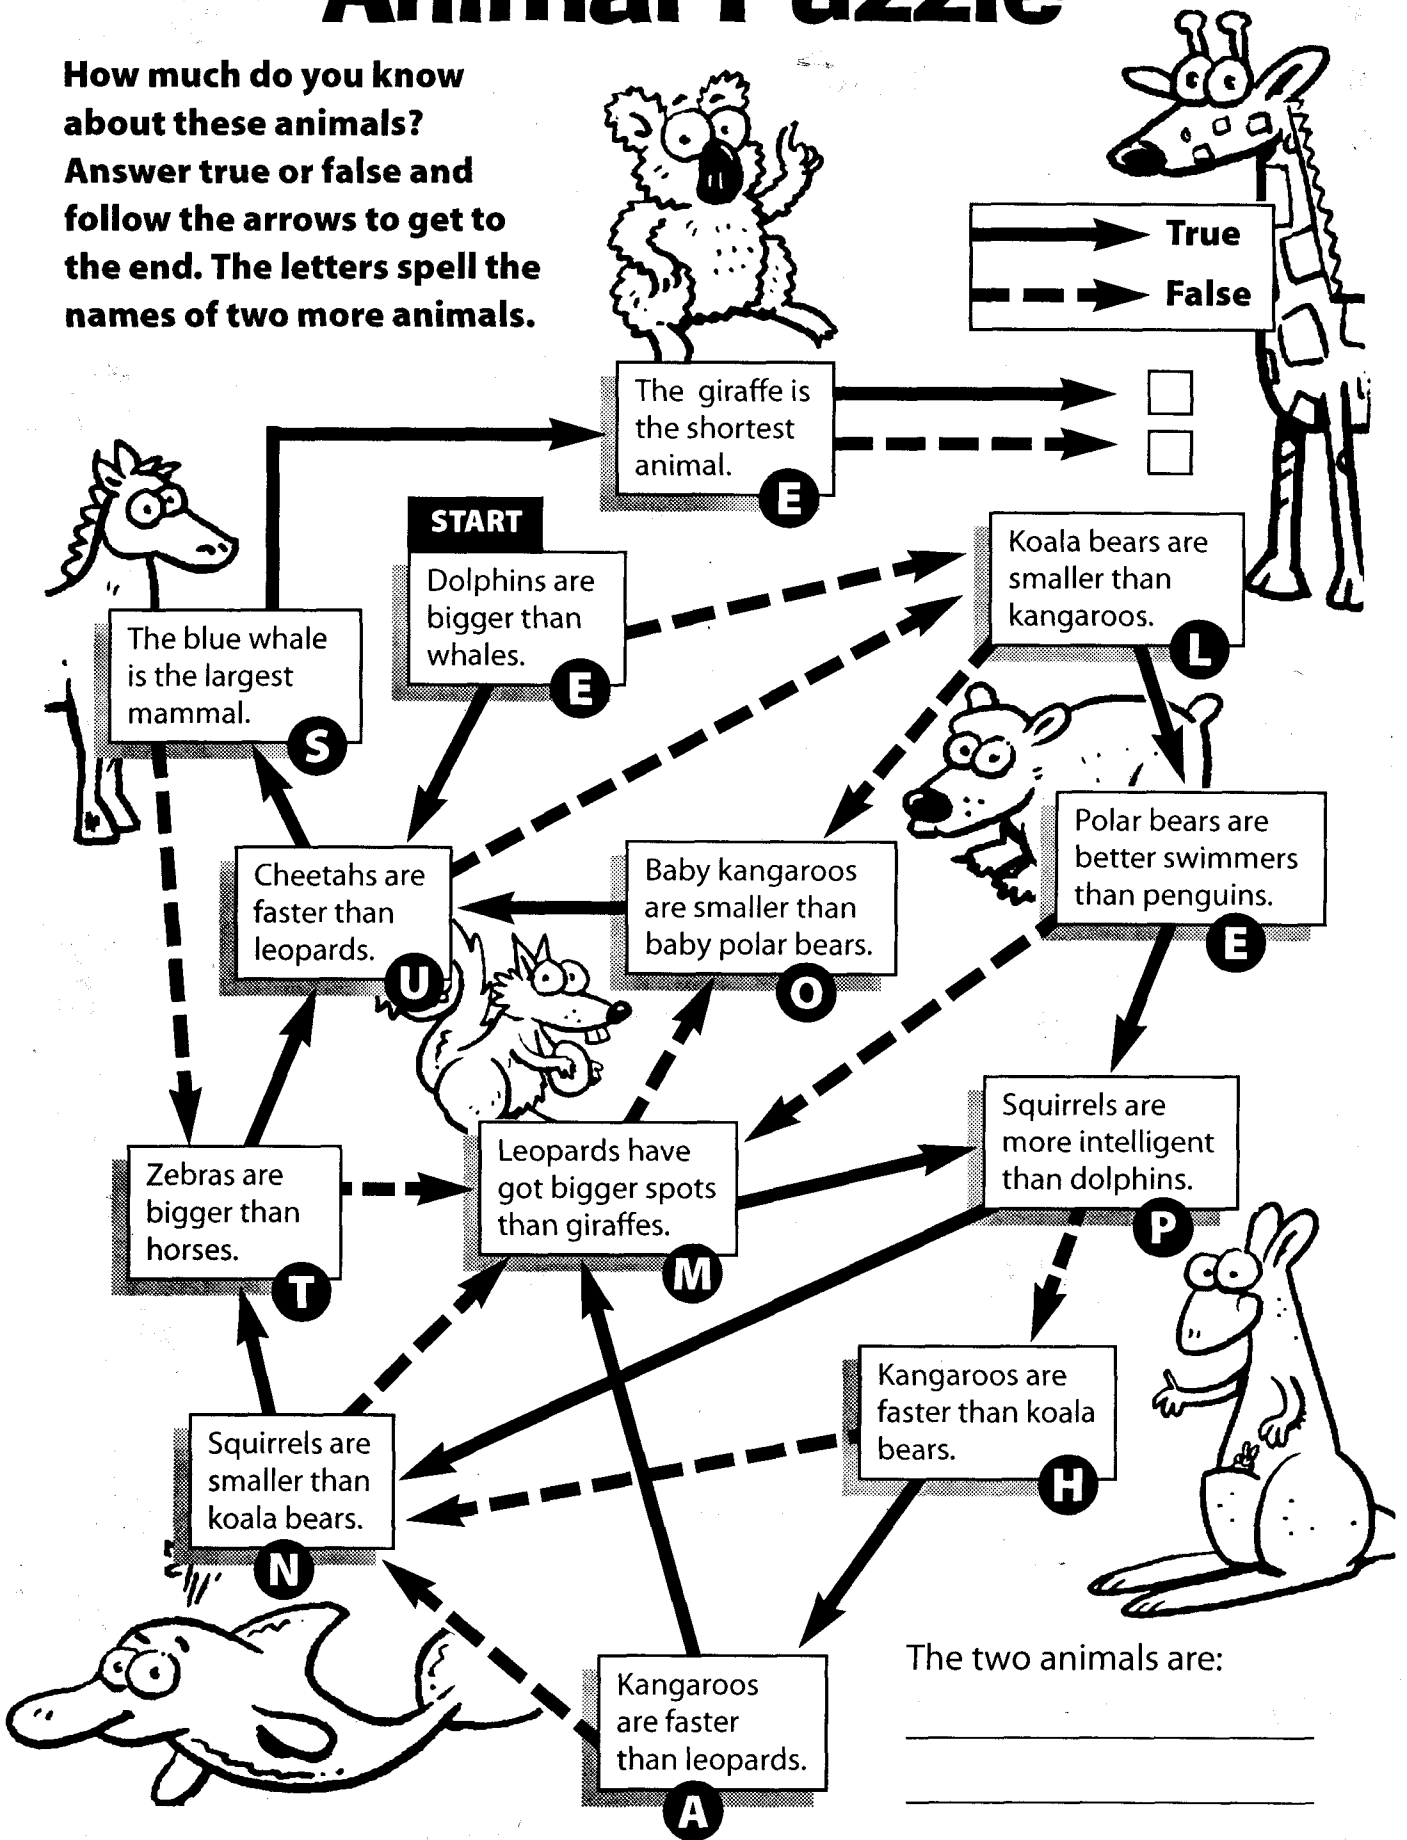 Animal Puzzle
How much do you know
about these animals?
Answer true or false and
follow the arrows to get to
the end. The letters spell the
names of two more animals.
True
False
The giraffe is
the shortest
animal.
E
START
Dolphins are
bigger than
whales.
E
Koala bears are
smaller than
kangaroos.
L
The blue whale
is the largest
mammal.
S
Polar bears are
better swimmers
than penguins.
E
Cheetahs are
faster than
leopards.
U
Baby kangaroos
are smaller than
baby polar bears.
O
Squirrels are
more intelligent
than dolphins.
P
Zebras are
bigger than
horses.
T
Leopards have
got bigger spots
than giraffes.
M
Kangaroos are
faster than koala
bears.
H
Squirrels are
smaller than
koala bears.
N
Kangaroos
are faster
than leopards.
A
The two animals are: